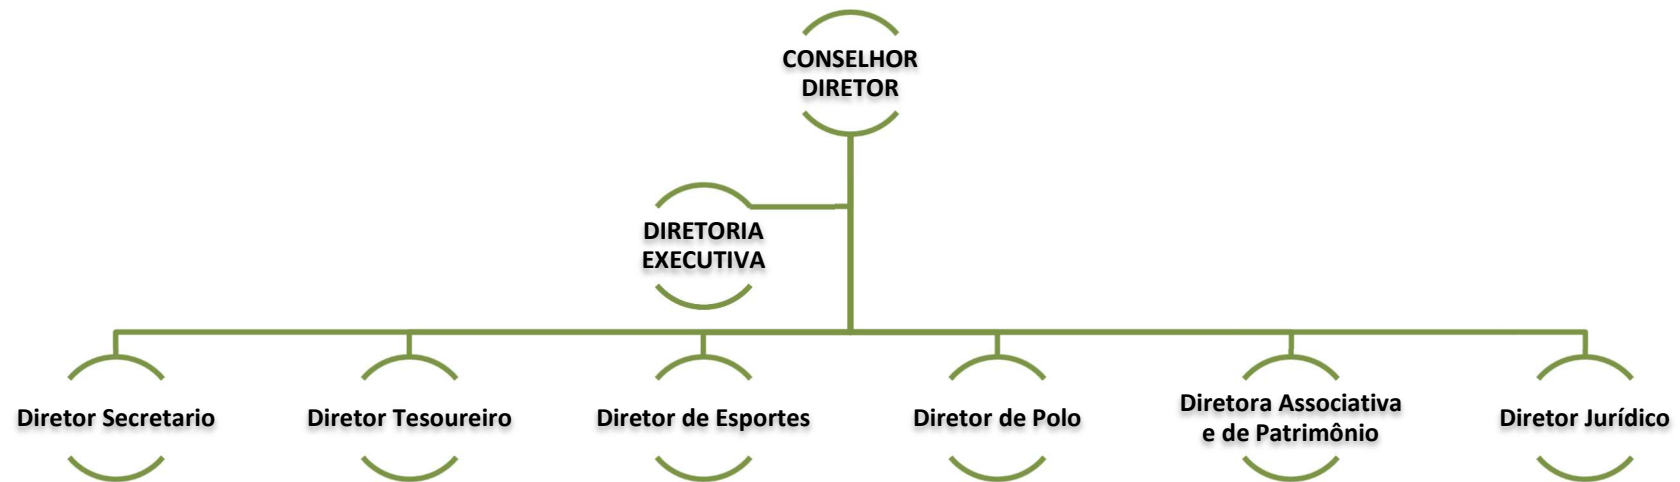 CONSELHOR
DIRETOR
DIRETORIA
EXECUTIVA
Diretor Secretario
Diretor Tesoureiro
Diretor de Esportes
Diretor de Polo
Diretora Associativa
e de Patrimônio
Diretor Jurídico